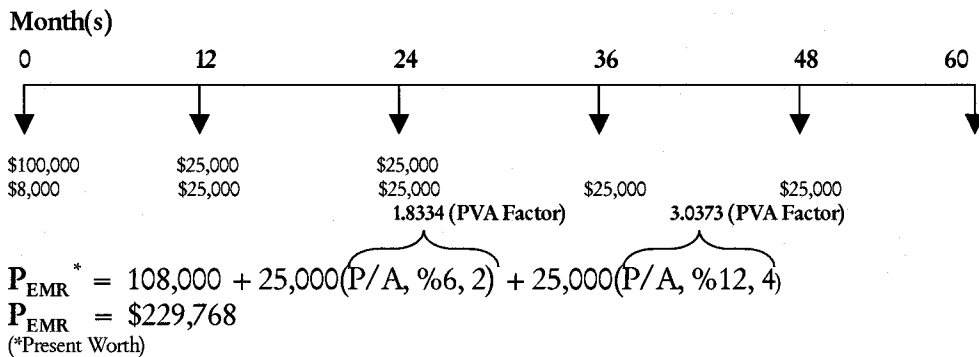 Month(s)
0 12 24 36 48 60
$100,000 $25,000 $25,000
$8,000 $25,000 $25,000 $25,000 $25,000
1.8334 (PVA Factor) 3.0373 (PVA Factor)
P_EMR* = 108,000 + 25,000(P/A, %6, 2) + 25,000(P/A, %12, 4)
P_EMR = $229,768
(*Present Worth)